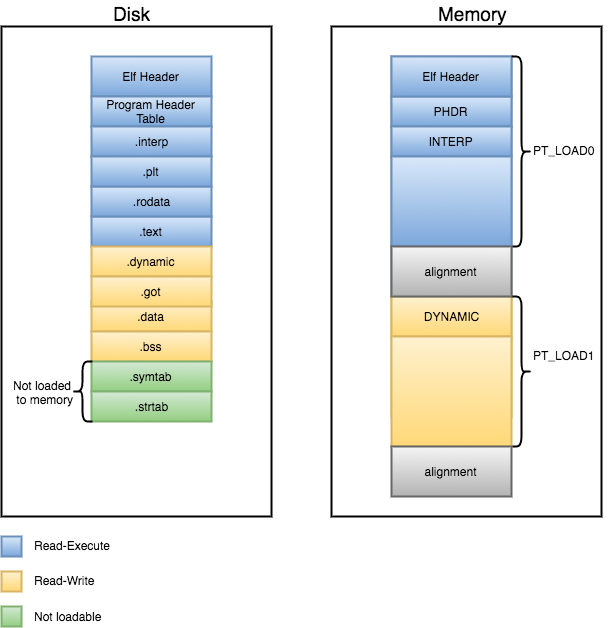 Disk
Memory
Elf Header
Program Header
Table
.interp
.plt
.rodata
.text
.dynamic
.got
.data
.bss
.symtab
.strtab
Not loaded
to memory
Elf Header
PHDR
INTERP
PT_LOAD0
alignment
DYNAMIC
PT_LOAD1
alignment
Read-Execute
Read-Write
Not loadable